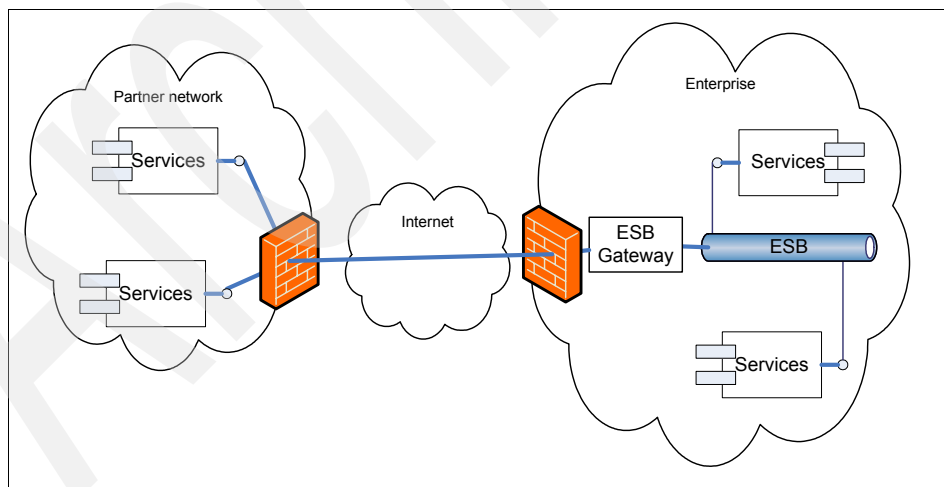 Partner network
Services
Services
Internet
Enterprise
Services
ESB
Gateway
ESB
Services